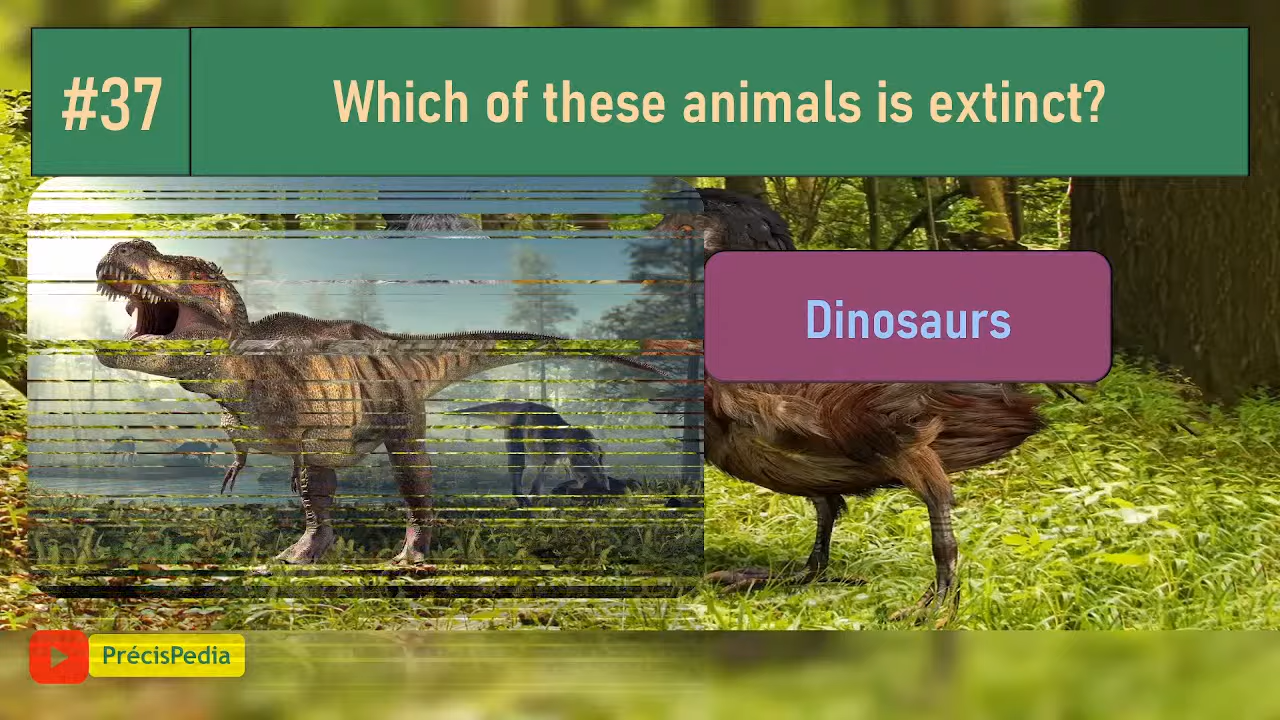 #37
Which of these animals is extinct?
Dinosaurs
PrécisPedia